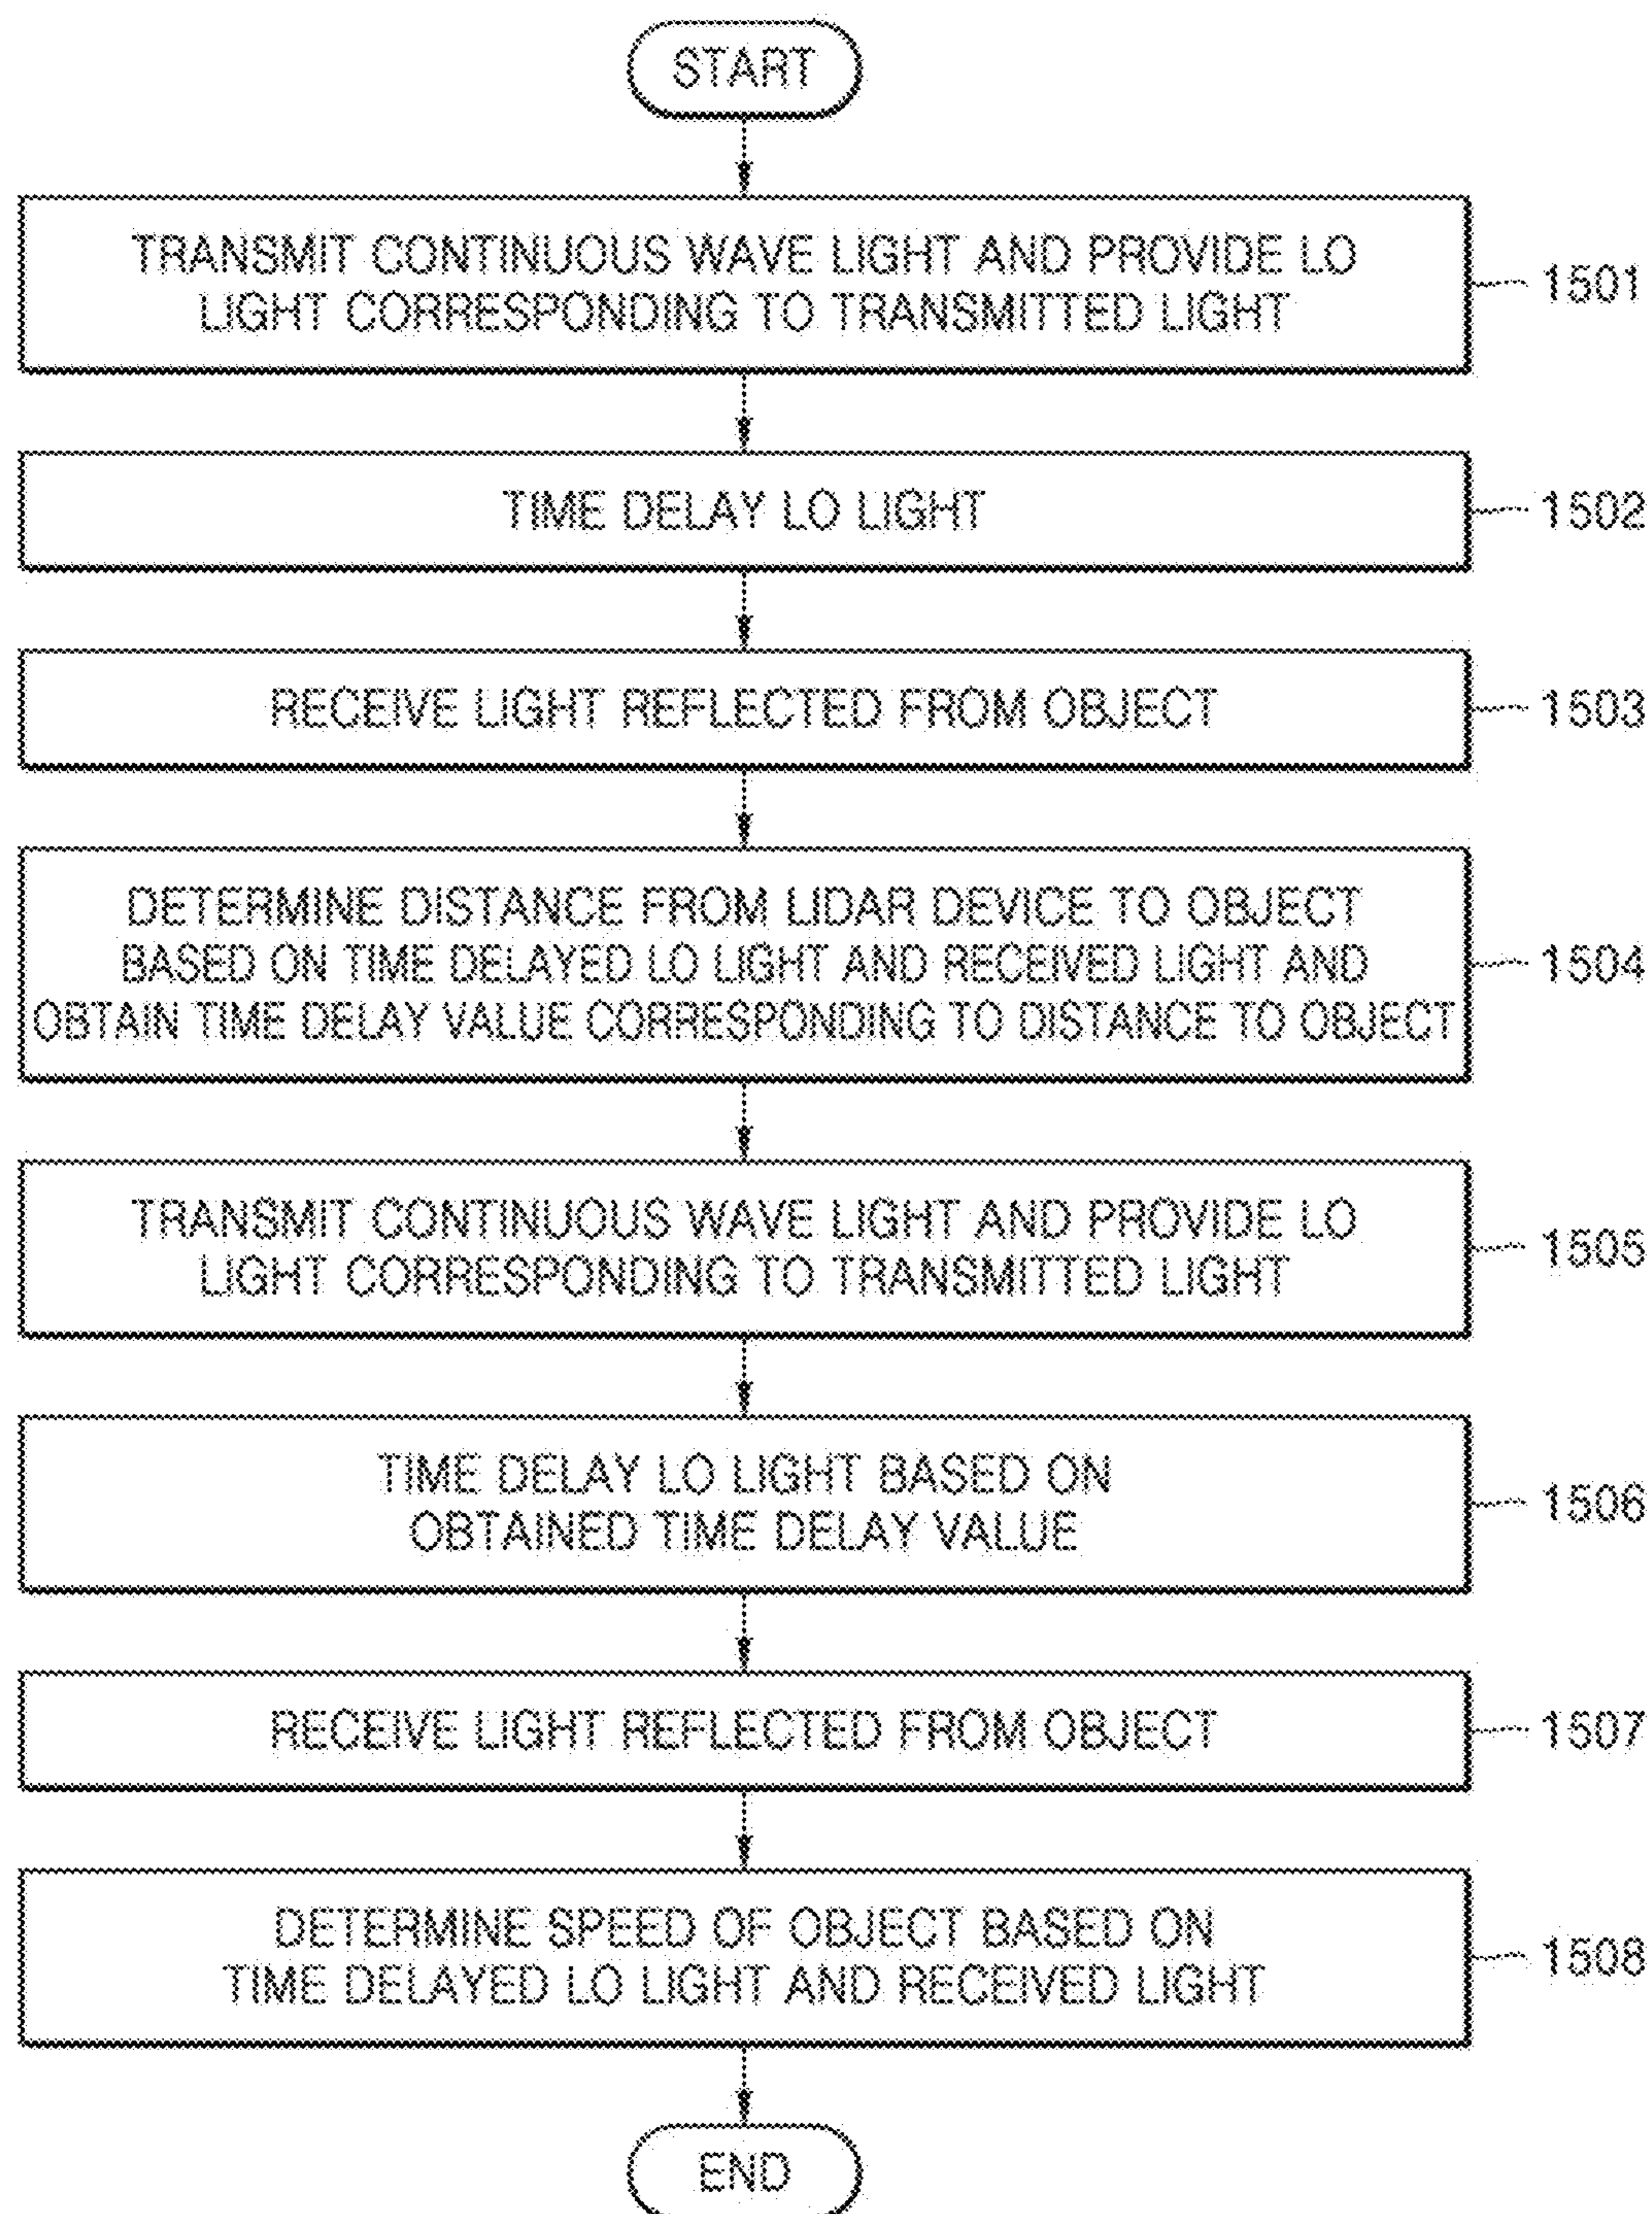 START
TRANSMIT CONTINUOUS WAVE LIGHT AND PROVIDE LO
LIGHT CORRESPONDING TO TRANSMITTED LIGHT
1501
TIME DELAY LO LIGHT
1502
RECEIVE LIGHT REFLECTED FROM OBJECT
1503
DETERMINE DISTANCE FROM LIDAR DEVICE TO OBJECT
BASED ON TIME DELAYED LO LIGHT AND RECEIVED LIGHT AND
OBTAIN TIME DELAY VALUE CORRESPONDING TO DISTANCE TO OBJECT
1504
TRANSMIT CONTINUOUS WAVE LIGHT AND PROVIDE LO
LIGHT CORRESPONDING TO TRANSMITTED LIGHT
1505
TIME DELAY LO LIGHT BASED ON
OBTAINED TIME DELAY VALUE
1506
RECEIVE LIGHT REFLECTED FROM OBJECT
1507
DETERMINE SPEED OF OBJECT BASED ON
TIME DELAYED LO LIGHT AND RECEIVED LIGHT
1508
END